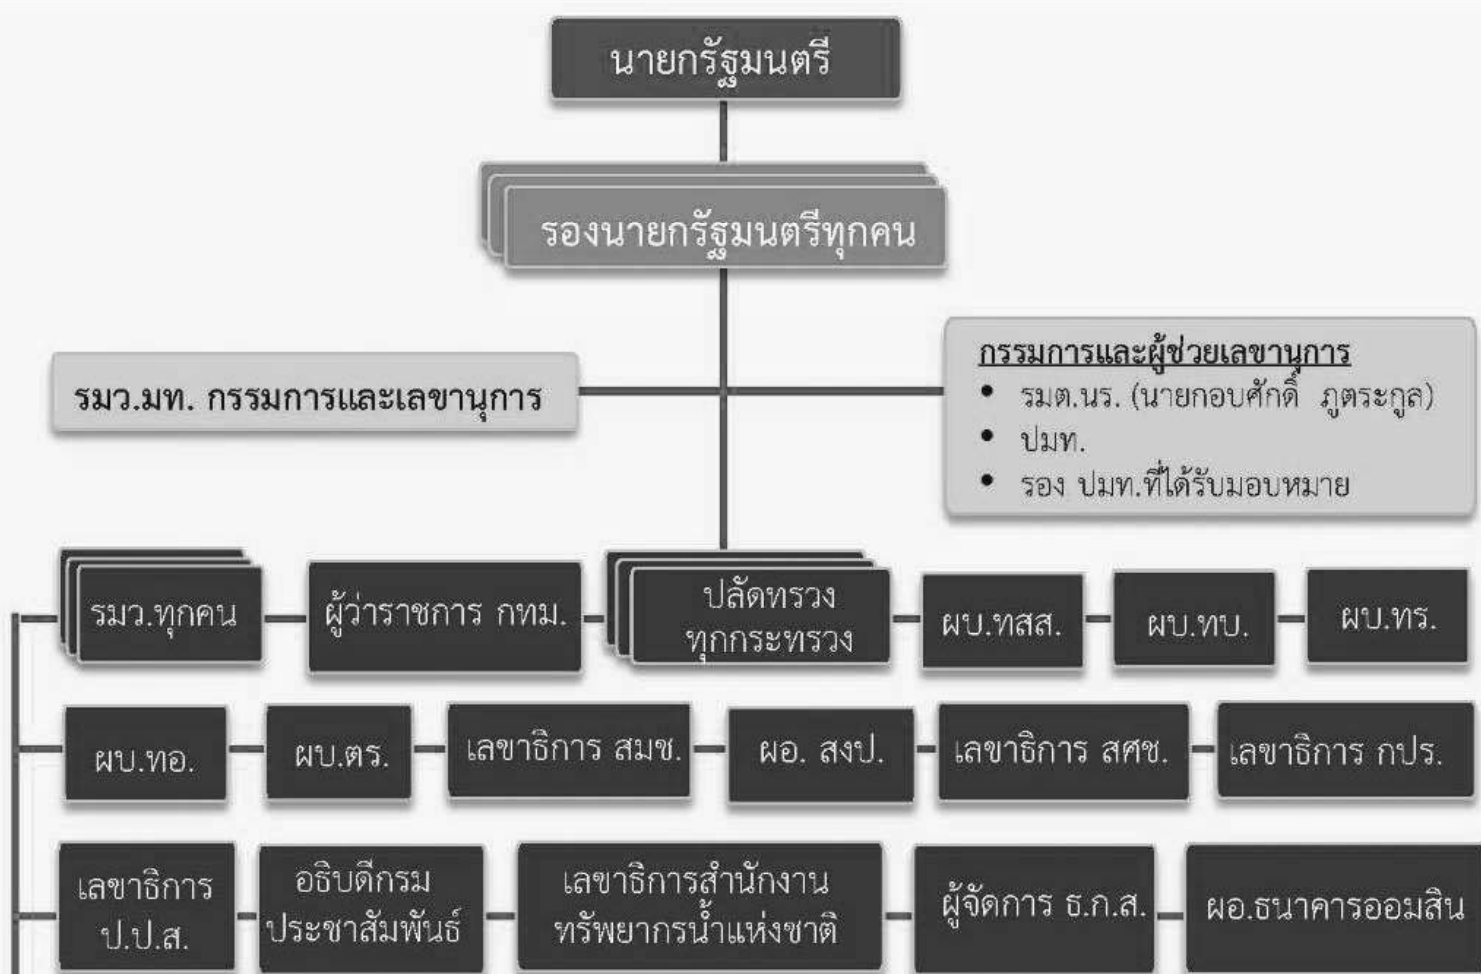 นายกรัฐมนตรี
รองนายกรัฐมนตรีทุกคน
รมว.มท. กรรมการและเลขานุการ
กรรมการและผู้ช่วยเลขานุการ
• รมต.นร. (นายกอบศักดิ์ ภูตระกูล)
• ปมท.
• รอง ปมท.ที่ได้รับมอบหมาย
รมว.ทุกคน
ผู้ว่าราชการ กทม.
ปลัดทรวง
ทุกกระทรวง
ผบ.ทสส.
ผบ.ทบ.
ผบ.ทร.
ผบ.ทอ.
ผบ.ตร.
เลขาธิการ สมช.
ผอ. สงป.
เลขาธิการ สศช.
เลขาธิการ กปร.
เลขาธิการ
ป.ป.ส.
อธิบดีกรม
ประชาสัมพันธ์
เลขาธิการสำนักงาน
ทรัพยากรน้ำแห่งชาติ
ผู้จัดการ ธ.ก.ส.
ผอ.ธนาคารออมสิน